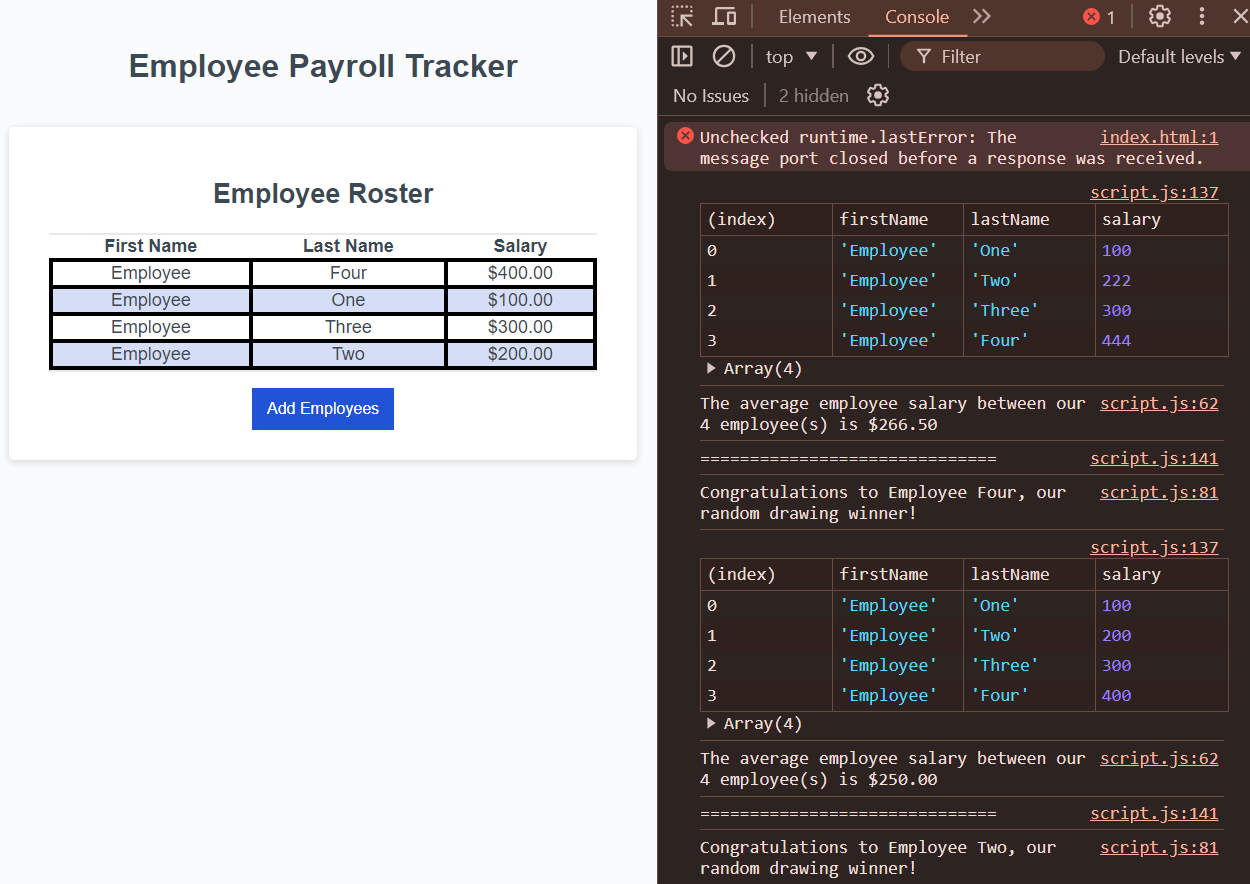 Employee Payroll Tracker
Employee Roster
First Name Last Name Salary
Employee Four $400.00
Employee One $100.00
Employee Three $300.00
Employee Two $200.00
Add Employees
Elements Console 1
top Filter Default levels
No Issues 2 hidden
Unchecked runtime.lastError: The index.html:1
message port closed before a response was received.
script.js:137
(index) firstName lastName salary
0 'Employee' 'One' 100
1 'Employee' 'Two' 222
2 'Employee' 'Three' 300
3 'Employee' 'Four' 444
Array(4)
The average employee salary between our script.js:62
4 employee(s) is $266.50
============================== script.js:141
Congratulations to Employee Four, our script.js:81
random drawing winner!
script.js:137
(index) firstName lastName salary
0 'Employee' 'One' 100
1 'Employee' 'Two' 200
2 'Employee' 'Three' 300
3 'Employee' 'Four' 400
Array(4)
The average employee salary between our script.js:62
4 employee(s) is $250.00
============================== script.js:141
Congratulations to Employee Two, our script.js:81
random drawing winner!